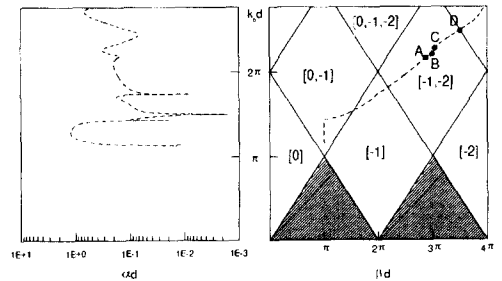 k₀d
[0,-1,-2]
D
C
A
B
2π
[0,-1]
[-1,-2]
[0]
[-1]
[-2]
π
1E+1 1E+0 1E-1 1E-2 1E-3
π 2π 3π 4π
αd
βd